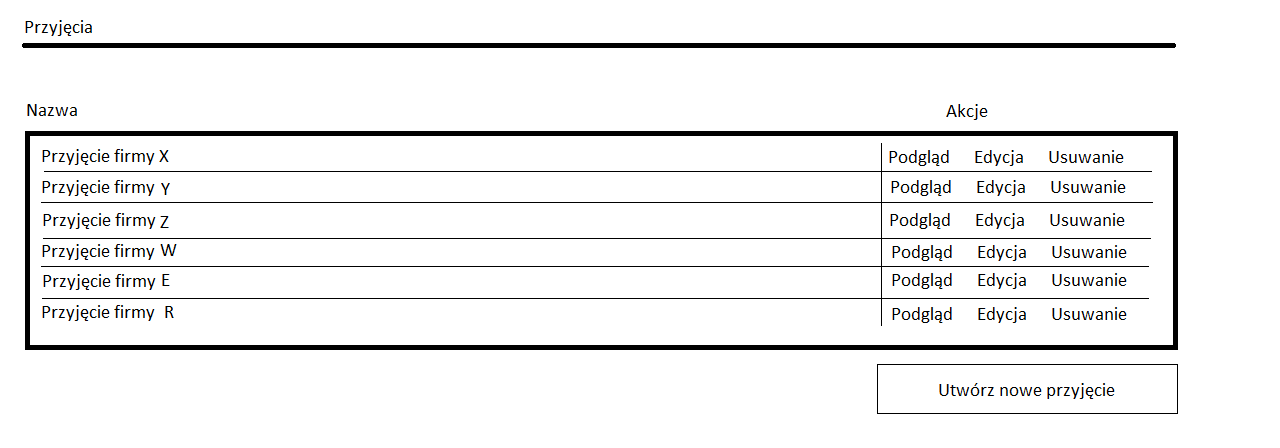 Przyjęcia
Nazwa Akcje
Przyjęcie firmy X Podgląd Edycja Usuwanie
Przyjęcie firmy Y Podgląd Edycja Usuwanie
Przyjęcie firmy Z Podgląd Edycja Usuwanie
Przyjęcie firmy W Podgląd Edycja Usuwanie
Przyjęcie firmy E Podgląd Edycja Usuwanie
Przyjęcie firmy R Podgląd Edycja Usuwanie
Utwórz nowe przyjęcie